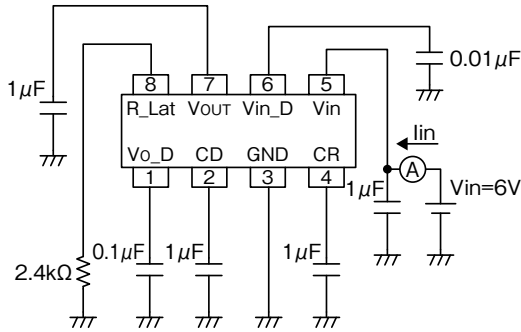 1μF
0.01μF
8 7 6 5
R_Lat VOUT Vin_D Vin
VO_D CD GND CR
1 2 3 4
Iin
A
1μF
Vin=6V
0.1μF 1μF 1μF
2.4kΩ